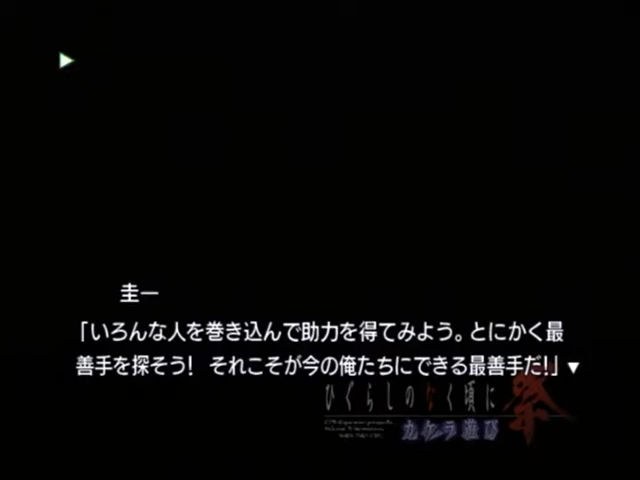 圭一
「いろんな人を巻き込んで助力を得てみよう。とにかく最
善手を探そう! それこそが今の俺たちにできる最善手だ!」▼
ひぐらしのなく頃に 祭
カケラ遊び